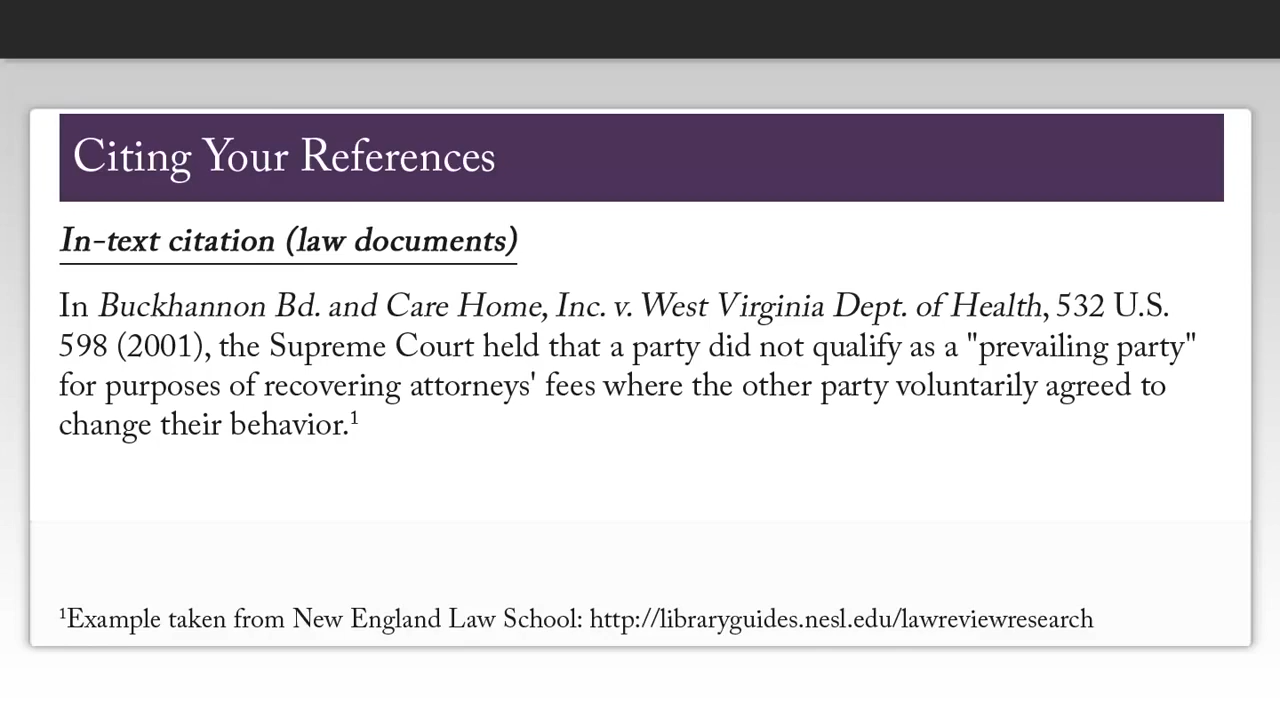 Citing Your References
In-text citation (law documents)
In Buckhannon Bd. and Care Home, Inc. v. West Virginia Dept. of Health, 532 U.S.
598 (2001), the Supreme Court held that a party did not qualify as a "prevailing party"
for purposes of recovering attorneys' fees where the other party voluntarily agreed to
change their behavior.¹
¹Example taken from New England Law School: http://libraryguides.nesl.edu/lawreviewresearch